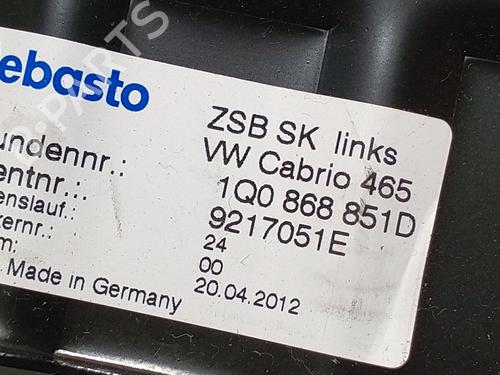 ebasto
ZSB SK links
VW Cabrio 465
undennr.: 1Q0 868 851D
entnr.: 9217051E
enslauf.: 24
ernr.: 00
m: 20.04.2012
Made in Germany
B-PARTS